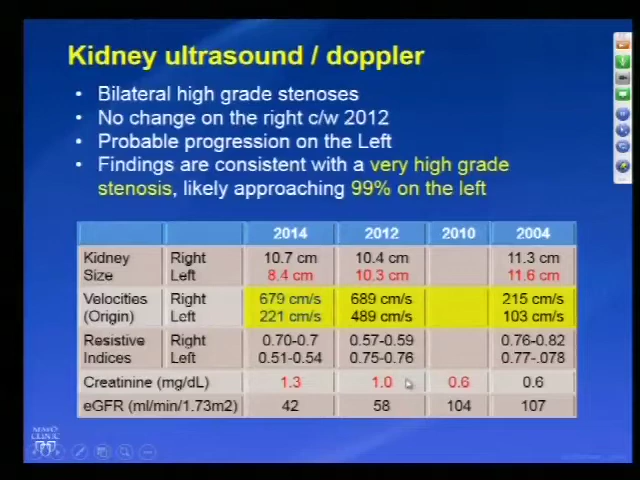 Kidney ultrasound / doppler
• Bilateral high grade stenoses
• No change on the right c/w 2012
• Probable progression on the Left
• Findings are consistent with a very high grade
stenosis, likely approaching 99% on the left
2014 2012 2010 2004
Kidney Right 10.7 cm 10.4 cm 11.3 cm
Size Left 8.4 cm 10.3 cm 11.6 cm
Velocities Right 679 cm/s 689 cm/s 215 cm/s
(Origin) Left 221 cm/s 489 cm/s 103 cm/s
Resistive Right 0.70-0.7 0.57-0.59 0.76-0.82
Indices Left 0.51-0.54 0.75-0.76 0.77-.078
Creatinine (mg/dL) 1.3 1.0 0.6 0.6
eGFR (ml/min/1.73m2) 42 58 104 107
MAYO
CLINIC